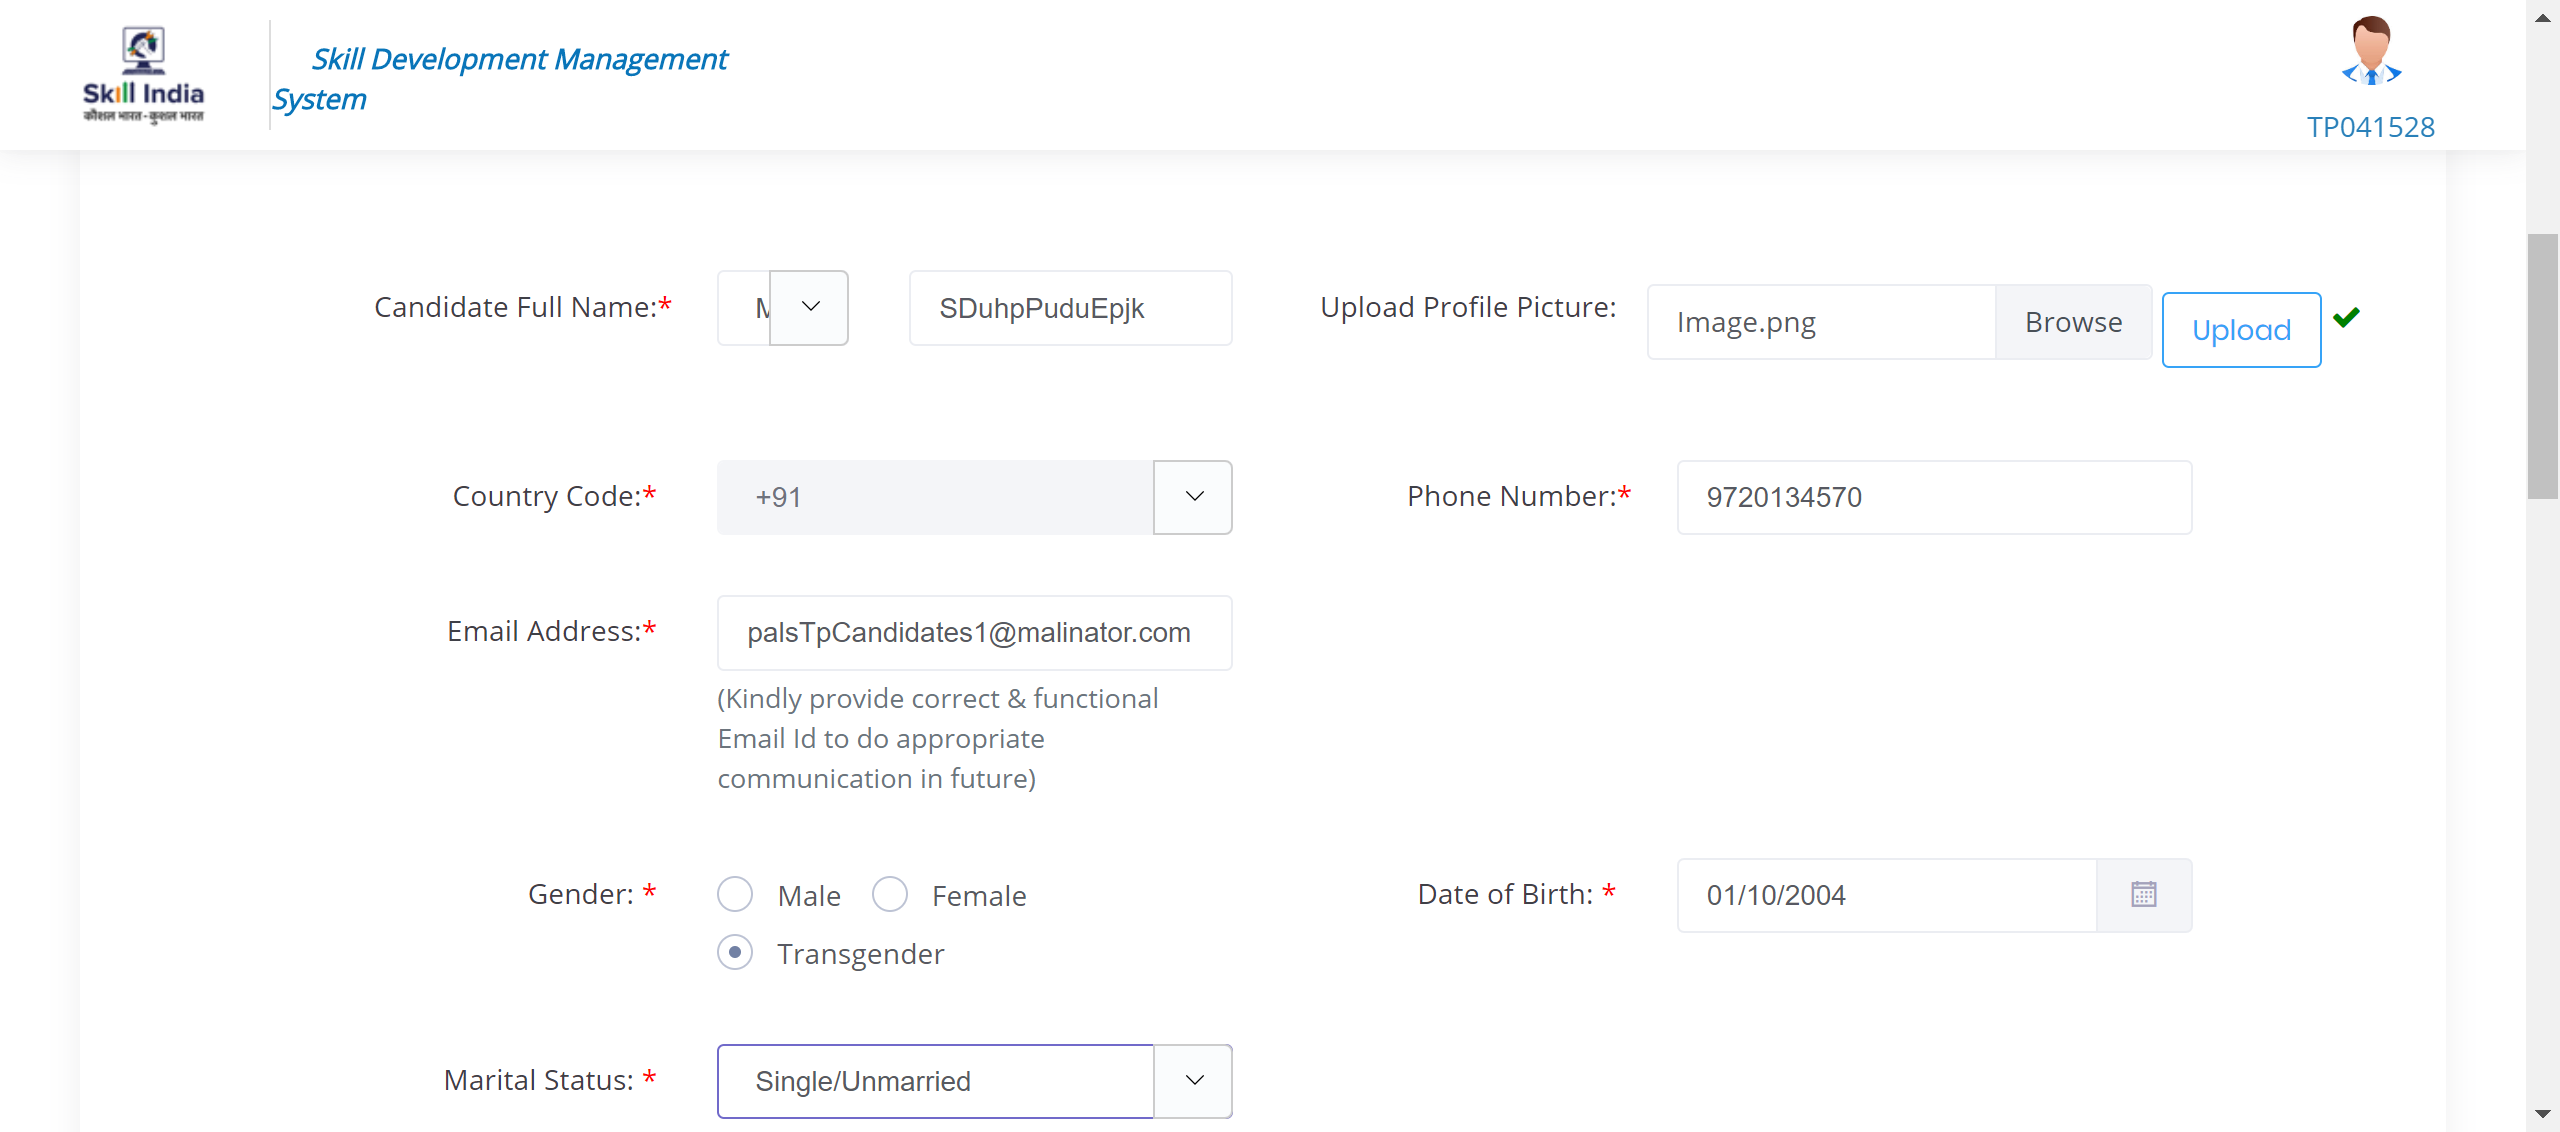 Skill India
कौशल भारत-कुशल भारत
Skill Development Management
System
TP041528
Candidate Full Name:*
SDuhpPuduEpjk
Upload Profile Picture:
Image.png
Browse
Upload
Country Code:*
+91
Phone Number:*
9720134570
Email Address:*
palsTpCandidates1@malinator.com
(Kindly provide correct & functional
Email Id to do appropriate
communication in future)
Gender: *
Male
Female
Transgender
Date of Birth: *
01/10/2004
Marital Status: *
Single/Unmarried